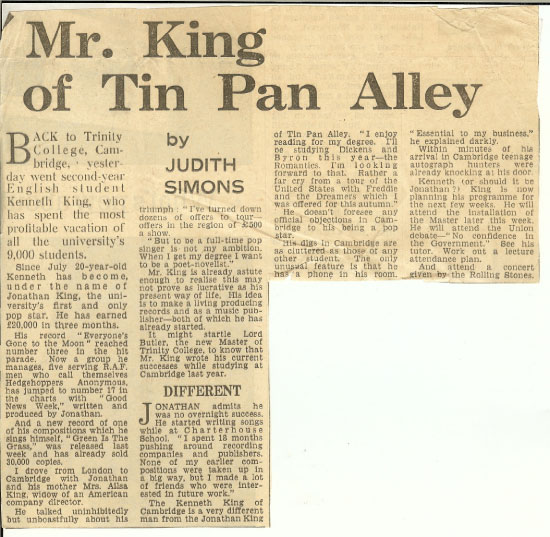 Mr. King
of Tin Pan Alley
BACK to Trinity
College, Cam-
bridge, yester-
day went second-year
English student
Kenneth King, who
has spent the most
profitable vacation of
all the university's
9,000 students.
Since July 20-year-old
Kenneth has become,
under the name of
Jonathan King, the uni-
versity's first and only
pop star. He has earned
£20,000 in three months.
His record "Everyone's
Gone to the Moon" reached
number three in the hit
parade. Now a group he
manages, five serving R.A.F.
men who call themselves
Hedgehoppers Anonymous,
has jumped to number 17 in
the charts with "Good
News Week," written and
produced by Jonathan.
And a new record of one
of his compositions which he
sings himself, "Green Is The
Grass," was released last
week and has already sold
30,000 copies.
I drove from London to
Cambridge with Jonathan
and his mother Mrs. Ailsa
King, widow of an American
company director.
He talked uninhibitedly
but unboastfully about his
by
JUDITH
SIMONS
triumph: "I've turned down
dozens of offers to tour—
offers in the region of £500
a show.
"But to be a full-time pop
singer is not my ambition.
When I get my degree I want
to be a poet-novelist."
Mr. King is already astute
enough to realise this may
not prove as lucrative as his
present way of life. His idea
is to make a living producing
records and as a music pub-
lisher—both of which he has
already started.
It might startle Lord
Butler, the new Master of
Trinity College, to know that
Mr. King wrote his current
successes while studying at
Cambridge last year.
DIFFERENT
JONATHAN admits he
was no overnight success.
He started writing songs
while at Charterhouse
School. "I spent 18 months
pushing around recording
companies and publishers.
None of my earlier com-
positions were taken up in
a big way, but I made a lot
of friends who were inter-
ested in future work."
The Kenneth King of
Cambridge is a very different
man from the Jonathan King
of Tin Pan Alley. "I enjoy
reading for my degree. I'll
be studying Dickens and
Byron this year—the
Romantics. I'm looking
forward to that. Rather a
far cry from a tour of the
United States with Freddie
and the Dreamers which I
was offered for this autumn."
He doesn't foresee any
official objections in Cam-
bridge to his being a pop
star.
His digs in Cambridge are
as cluttered as those of any
other student. The only
unusual feature is that he
has a phone in his room.
"Essential to my business,"
he explained darkly.
Within minutes of his
arrival in Cambridge teenage
autograph hunters were
already knocking at his door.
Kenneth (or should it be
Jonathan?) King is now
planning his programme for
the next few weeks. He will
attend the installation of
the Master later this week.
He will attend the Union
debate—"No confidence in
the Government." See his
tutor. Work out a lecture
attendance plan.
And attend a concert
given by the Rolling Stones.